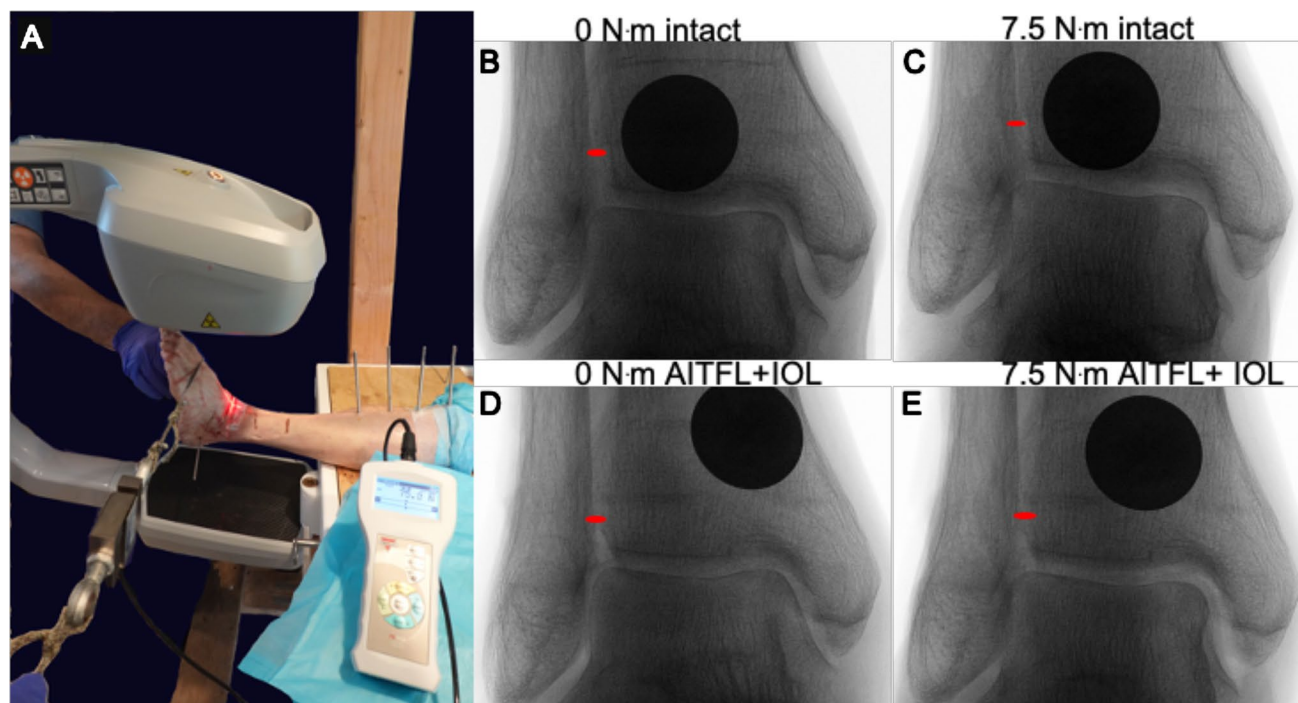 A
0 N·m intact
7.5 N·m intact
B
C
0 N·m AITFL+IOL
7.5 N·m AITFL+ IOL
D
E